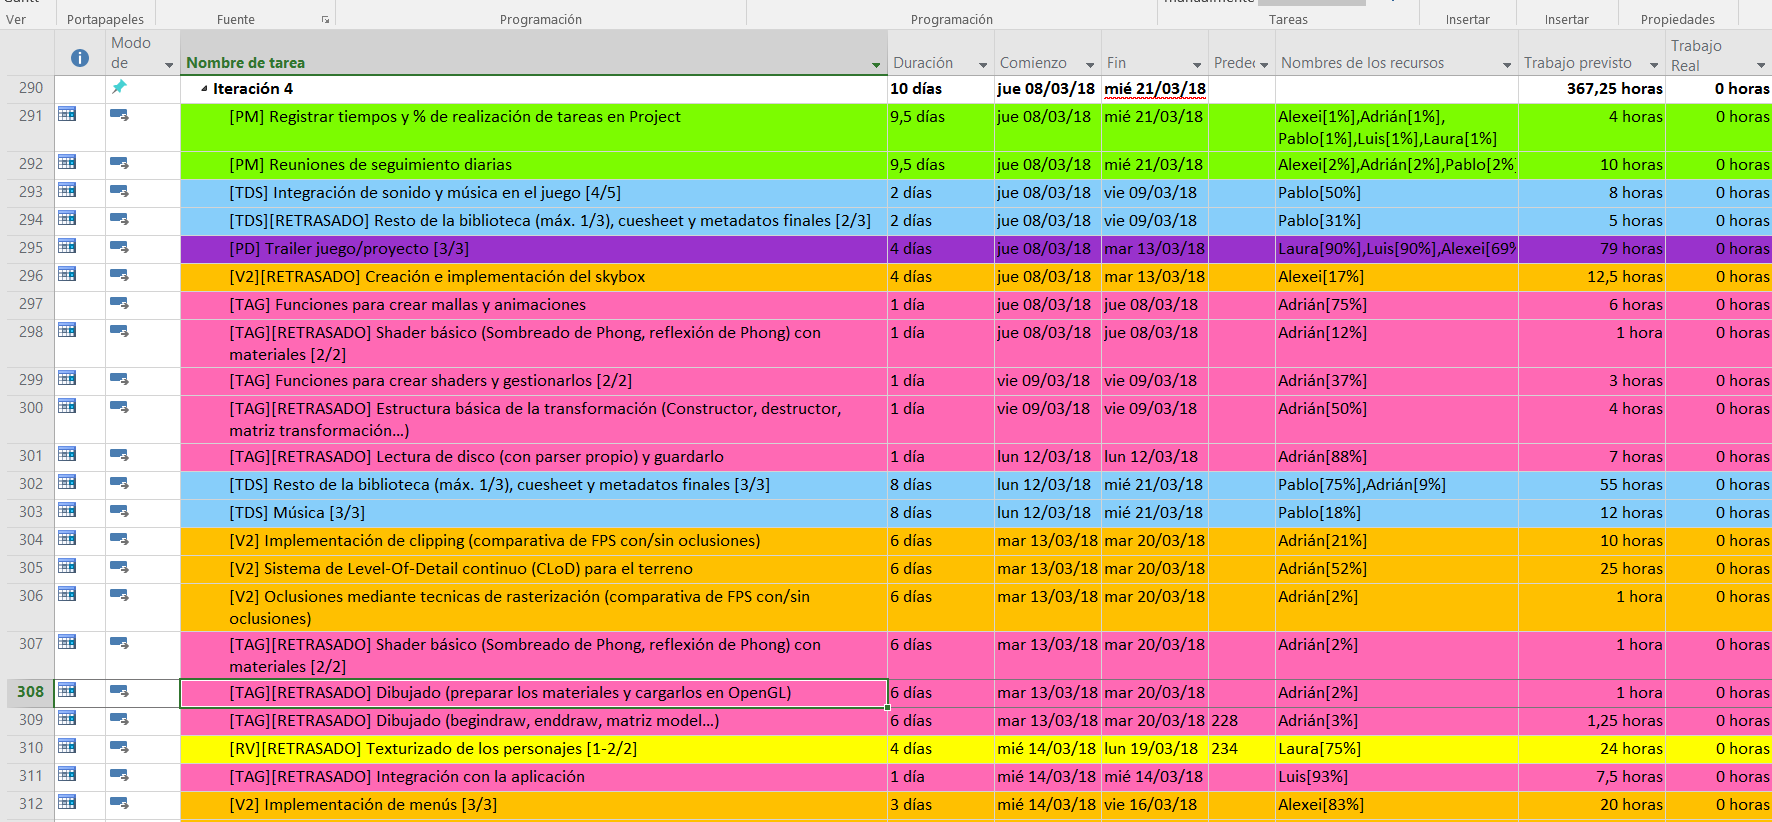 Ver Portapapeles Fuente Programación Programación Tareas Insertar Insertar Propiedades
Modo de Nombre de tarea Duración Comienzo Fin Predec Nombres de los recursos Trabajo previsto Trabajo Real
290 Iteración 4 10 días jue 08/03/18 mié 21/03/18 367,25 horas 0 horas
291 [PM] Registrar tiempos y % de realización de tareas en Project 9,5 días jue 08/03/18 mié 21/03/18 Alexei[1%],Adrián[1%], 4 horas 0 horas
Pablo[1%],Luis[1%],Laura[1%]
292 [PM] Reuniones de seguimiento diarias 9,5 días jue 08/03/18 mié 21/03/18 Alexei[2%],Adrián[2%],Pablo[2% 10 horas 0 horas
293 [TDS] Integración de sonido y música en el juego [4/5] 2 días jue 08/03/18 vie 09/03/18 Pablo[50%] 8 horas 0 horas
294 [TDS][RETRASADO] Resto de la biblioteca (máx. 1/3), cuesheet y metadatos finales [2/3] 2 días jue 08/03/18 vie 09/03/18 Pablo[31%] 5 horas 0 horas
295 [PD] Trailer juego/proyecto [3/3] 4 días jue 08/03/18 mar 13/03/18 Laura[90%],Luis[90%],Alexei[69% 79 horas 0 horas
296 [V2][RETRASADO] Creación e implementación del skybox 4 días jue 08/03/18 mar 13/03/18 Alexei[17%] 12,5 horas 0 horas
297 [TAG] Funciones para crear mallas y animaciones 1 día jue 08/03/18 jue 08/03/18 Adrián[75%] 6 horas 0 horas
298 [TAG][RETRASADO] Shader básico (Sombreado de Phong, reflexión de Phong) con 1 día jue 08/03/18 jue 08/03/18 Adrián[12%] 1 hora 0 horas
materiales [2/2]
299 [TAG] Funciones para crear shaders y gestionarlos [2/2] 1 día vie 09/03/18 vie 09/03/18 Adrián[37%] 3 horas 0 horas
300 [TAG][RETRASADO] Estructura básica de la transformación (Constructor, destructor, 1 día vie 09/03/18 vie 09/03/18 Adrián[50%] 4 horas 0 horas
matriz transformación...)
301 [TAG][RETRASADO] Lectura de disco (con parser propio) y guardarlo 1 día lun 12/03/18 lun 12/03/18 Adrián[88%] 7 horas 0 horas
302 [TDS] Resto de la biblioteca (máx. 1/3), cuesheet y metadatos finales [3/3] 8 días lun 12/03/18 mié 21/03/18 Pablo[75%],Adrián[9%] 55 horas 0 horas
303 [TDS] Música [3/3] 8 días lun 12/03/18 mié 21/03/18 Pablo[18%] 12 horas 0 horas
304 [V2] Implementación de clipping (comparativa de FPS con/sin oclusiones) 6 días mar 13/03/18 mar 20/03/18 Adrián[21%] 10 horas 0 horas
305 [V2] Sistema de Level-Of-Detail continuo (CLoD) para el terreno 6 días mar 13/03/18 mar 20/03/18 Adrián[52%] 25 horas 0 horas
306 [V2] Oclusiones mediante tecnicas de rasterización (comparativa de FPS con/sin 6 días mar 13/03/18 mar 20/03/18 Adrián[2%] 1 hora 0 horas
oclusiones)
307 [TAG][RETRASADO] Shader básico (Sombreado de Phong, reflexión de Phong) con 6 días mar 13/03/18 mar 20/03/18 Adrián[2%] 1 hora 0 horas
materiales [2/2]
308 [TAG][RETRASADO] Dibujado (preparar los materiales y cargarlos en OpenGL) 6 días mar 13/03/18 mar 20/03/18 Adrián[2%] 1 hora 0 horas
309 [TAG][RETRASADO] Dibujado (begindraw, enddraw, matriz model...) 6 días mar 13/03/18 mar 20/03/18 228 Adrián[3%] 1,25 horas 0 horas
310 [RV][RETRASADO] Texturizado de los personajes [1-2/2] 4 días mié 14/03/18 lun 19/03/18 234 Laura[75%] 24 horas 0 horas
311 [TAG][RETRASADO] Integración con la aplicación 1 día mié 14/03/18 mié 14/03/18 Luis[93%] 7,5 horas 0 horas
312 [V2] Implementación de menús [3/3] 3 días mié 14/03/18 vie 16/03/18 Alexei[83%] 20 horas 0 horas